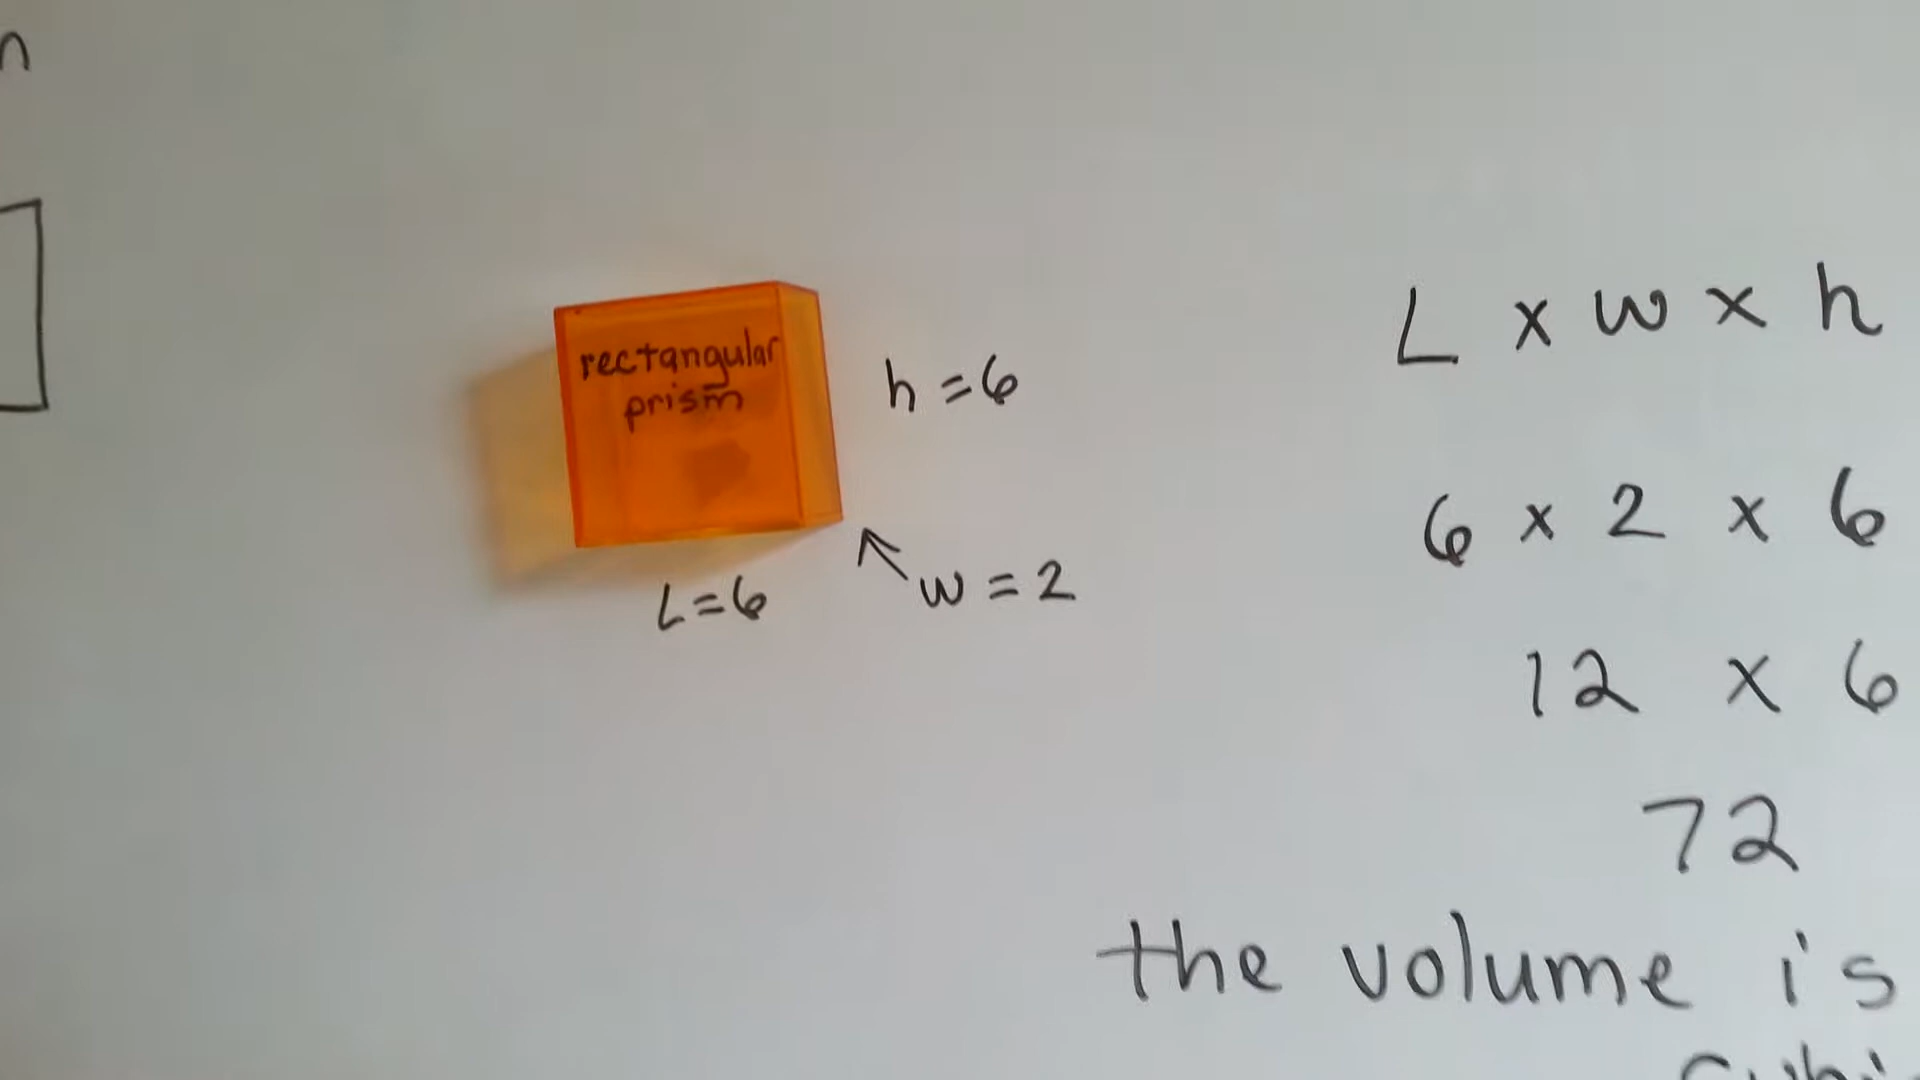 n
rectangular
prism
h = 6
L = 6
w = 2
L x w x h
6 x 2 x 6
12 x 6
72
the volume is